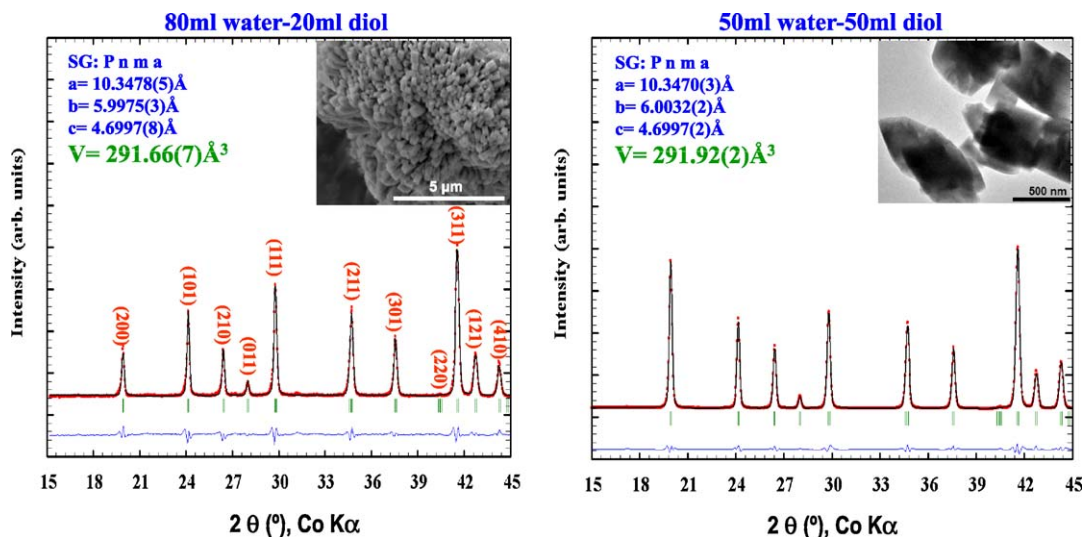 80ml water-20ml diol
SG: P n m a
a= 10.3478(5)Å
b= 5.9975(3)Å
c= 4.6997(8)Å
V= 291.66(7)Å³
5 µm
Intensity (arb. units)
(200)
(101)
(210)
(011)
(111)
(211)
(301)
(220)
(311)
(121)
(410)
15 18 21 24 27 30 33 36 39 42 45
2 θ (º), Co Kα
50ml water-50ml diol
SG: P n m a
a= 10.3470(3)Å
b= 6.0032(2)Å
c= 4.6997(2)Å
V= 291.92(2)Å³
500 nm
Intensity (arb. units)
15 18 21 24 27 30 33 36 39 42 45
2 θ (º), Co Kα